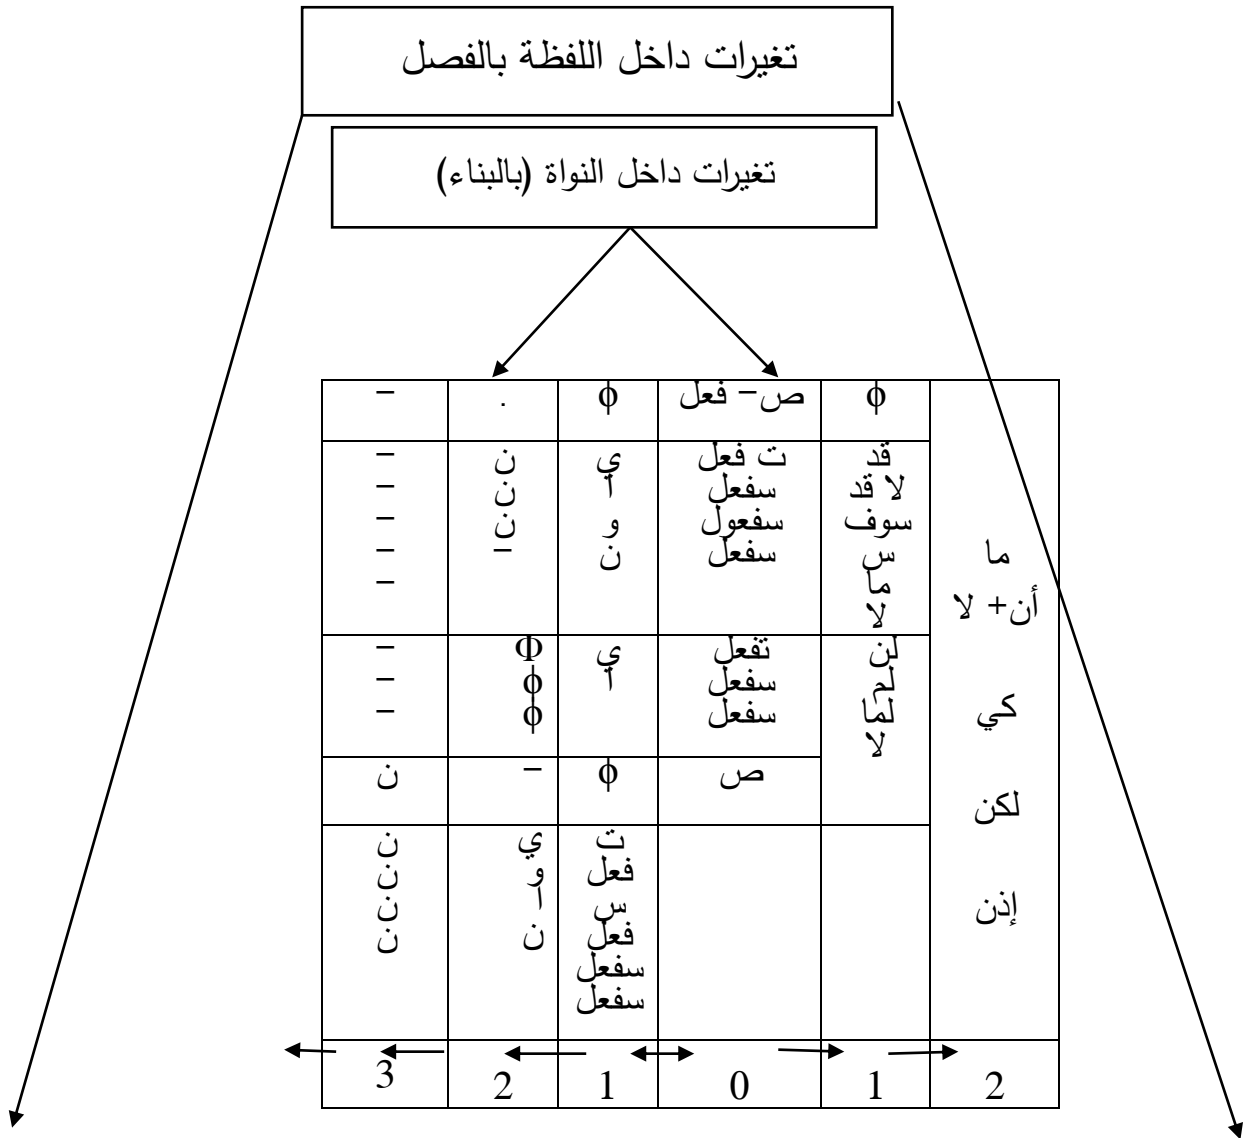 تغيرات داخل اللفظة بالفصل
تغيرات داخل النواة (بالبناء)
ϕ ص– فعل ϕ . –
قد ت فعل ي ن –
لا قد سفعل ا ن –
سوف سفعول و ن –
س سفعل ن – –
ما –
لا
لن تفعل ي Φ –
لم سفعل ا ϕ –
لما سفعل ϕ –
لا
ص ϕ – ن
ت ي ن
فعل و ن
س ا ن
فعل ن ن
سفعل
سفعل
ما
أن+ لا
كي
لكن
إذن
2 1 0 1 2 3